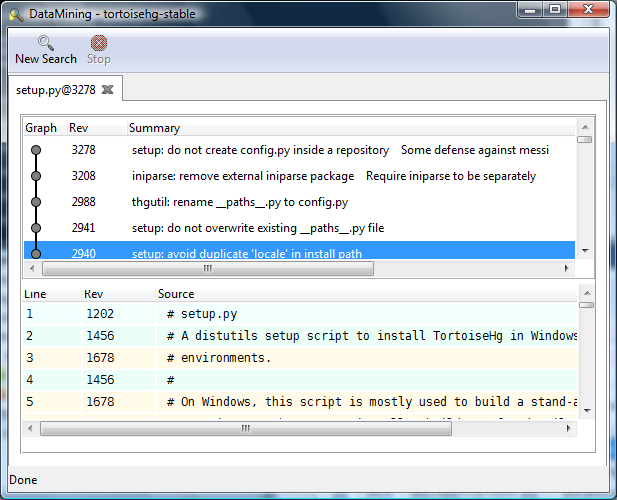 DataMining - tortoisehg-stable
New Search Stop
setup.py@3278
Graph Rev Summary
3278 setup: do not create config.py inside a repository Some defense against messi
3208 iniparse: remove external iniparse package Require iniparse to be separately
2988 thgutil: rename __paths__.py to config.py
2941 setup: do not overwrite existing __paths__.py file
2940 setup: avoid duplicate 'locale' in install path
Line Rev Source
1 1202 # setup.py
2 1456 # A distutils setup script to install TortoiseHg in Windows
3 1678 # environments.
4 1456 #
5 1678 # On Windows, this script is mostly used to build a stand-a
Done